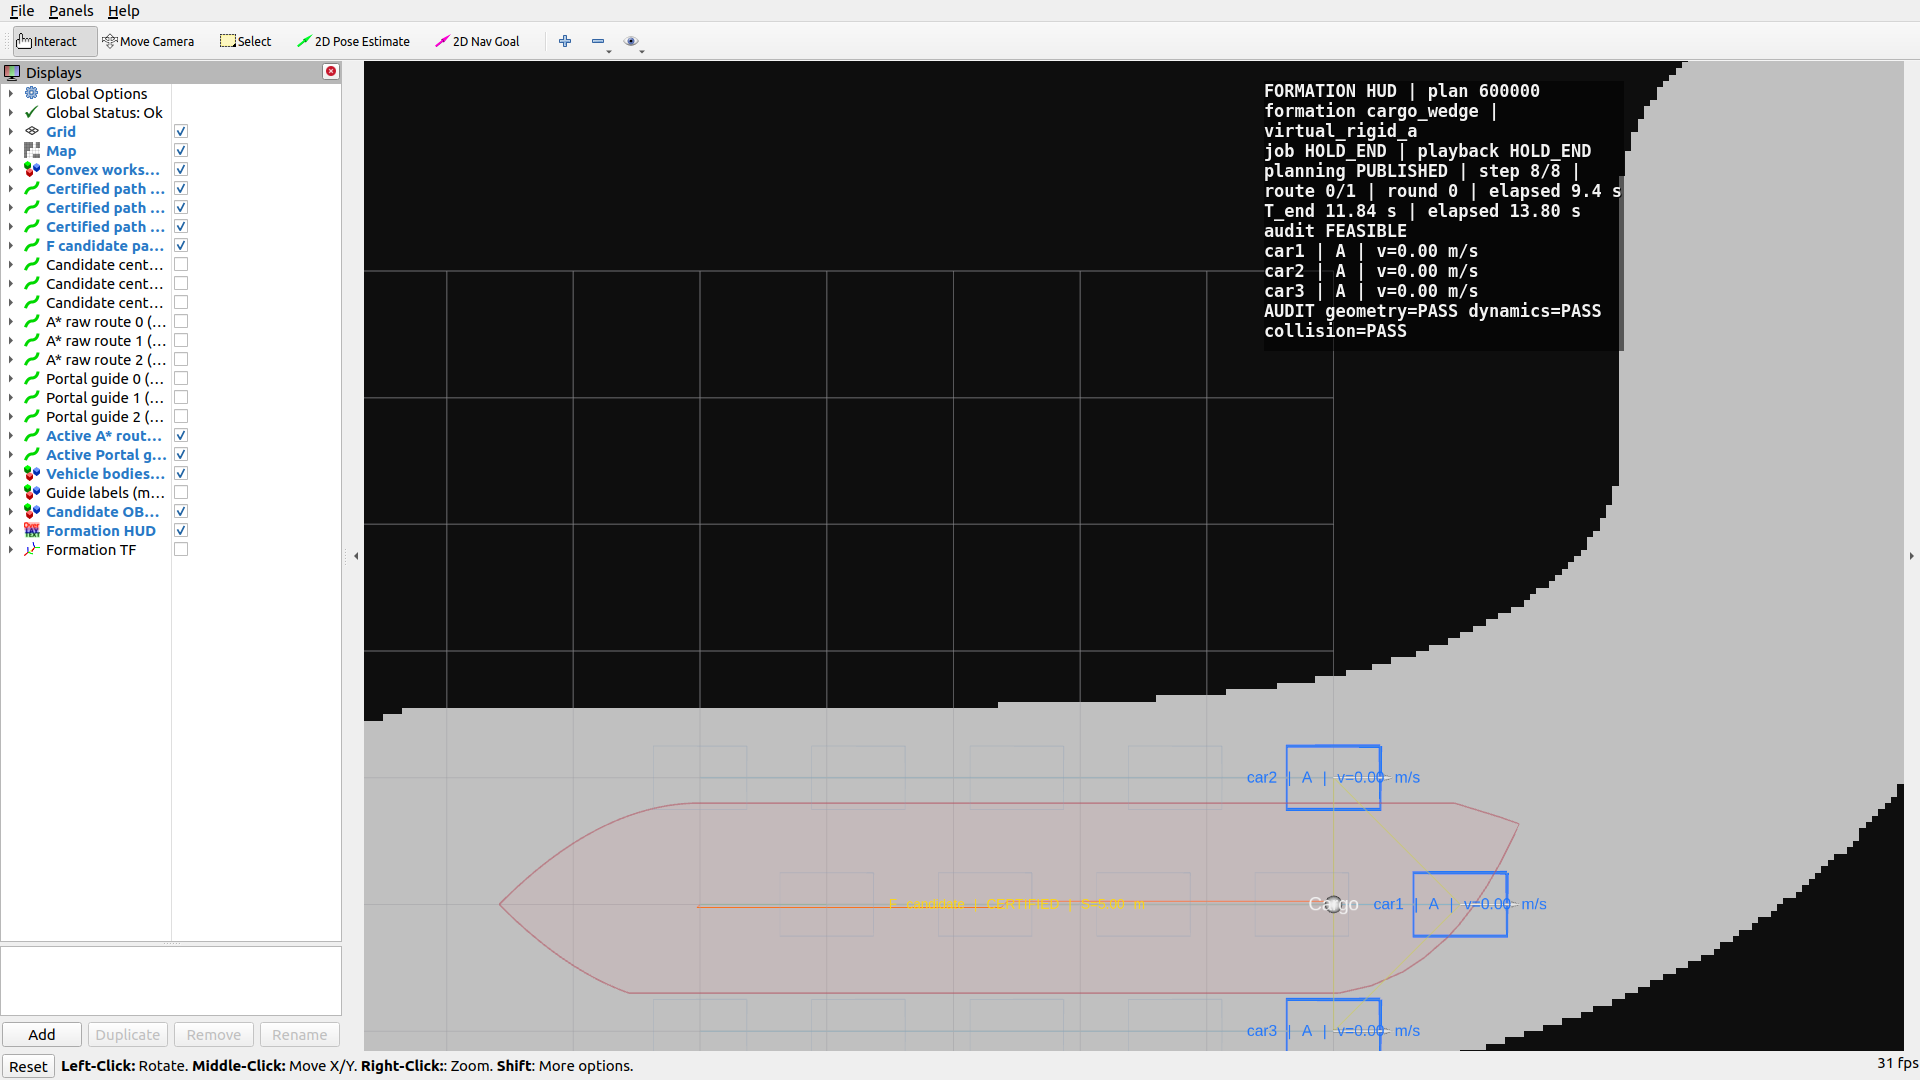 File Panels Help
Interact Move Camera Select 2D Pose Estimate 2D Nav Goal
Displays
Global Options
Global Status: Ok
Grid
Map
Convex works...
Certified path ...
Certified path ...
Certified path ...
F candidate pa...
Candidate cent...
Candidate cent...
Candidate cent...
A* raw route 0 (...
A* raw route 1 (...
A* raw route 2 (...
Portal guide 0 (...
Portal guide 1 (...
Portal guide 2 (...
Active A* rout...
Active Portal g...
Vehicle bodies...
Guide labels (m...
Candidate OB...
Formation HUD
Formation TF
Add Duplicate Remove Rename
FORMATION HUD | plan 600000
formation cargo_wedge |
virtual_rigid_a
job HOLD_END | playback HOLD_END
planning PUBLISHED | step 8/8 |
route 0/1 | round 0 | elapsed 9.4 s
T_end 11.84 s | elapsed 13.80 s
audit FEASIBLE
car1 | A | v=0.00 m/s
car2 | A | v=0.00 m/s
car3 | A | v=0.00 m/s
AUDIT geometry=PASS dynamics=PASS
collision=PASS
car2 | A | v=0.00 m/s
F candidate | CERTIFIED | S=5.00 m
Cargo
car1 | A | v=0.00 m/s
car3 | A | v=0.00 m/s
Reset Left-Click: Rotate. Middle-Click: Move X/Y. Right-Click:: Zoom. Shift: More options.
31 fps